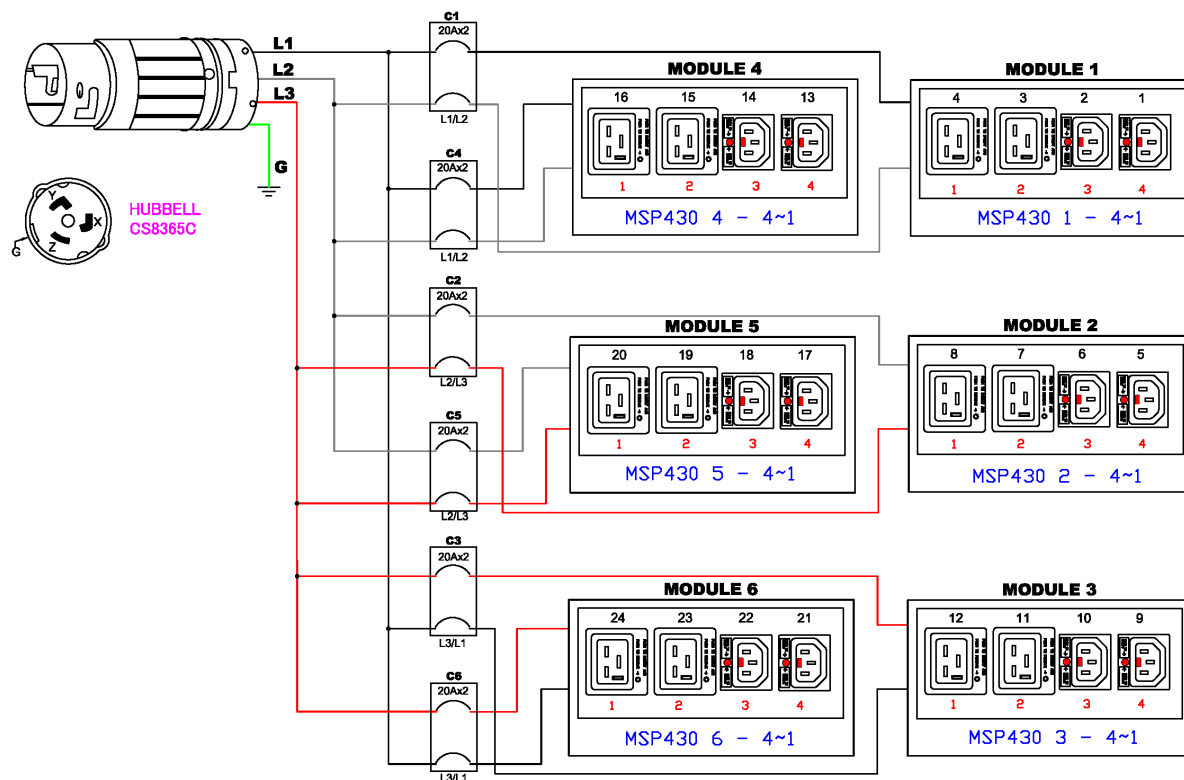 L1
L2
L3
G
HUBBELL
CS8365C
Y
X
Z
G
C1
20Ax2
L1/L2
C4
20Ax2
L1/L2
MODULE 4
16 15 14 13
1 2 3 4
MSP430 4 - 4~1
MODULE 1
4 3 2 1
1 2 3 4
MSP430 1 - 4~1
C2
20Ax2
L2/L3
C5
20Ax2
L2/L3
MODULE 5
20 19 18 17
1 2 3 4
MSP430 5 - 4~1
MODULE 2
8 7 6 5
1 2 3 4
MSP430 2 - 4~1
C3
20Ax2
L3/L1
C6
20Ax2
L3/L1
MODULE 6
24 23 22 21
1 2 3 4
MSP430 6 - 4~1
MODULE 3
12 11 10 9
1 2 3 4
MSP430 3 - 4~1